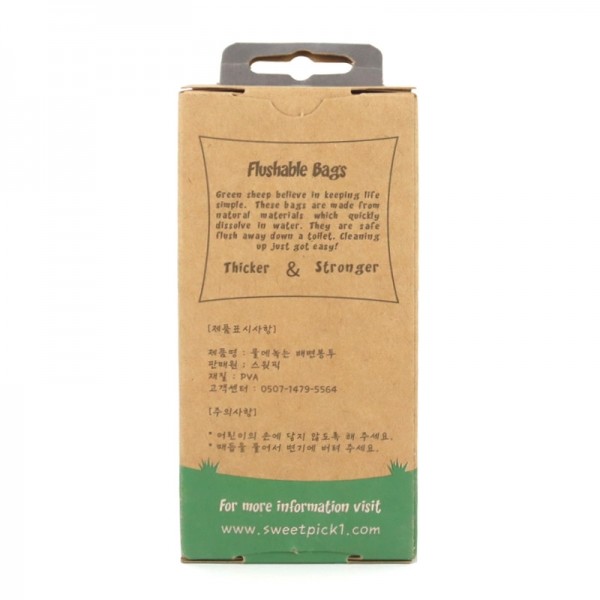 Flushable Bags
Green sheep believe in keeping life
simple. These bags are made from
natural materials which quickly
dissolve in water. They are safe
flush away down a toilet. Cleaning
up just got easy!
Thicker & Stronger
[제품표시사항]
제품명 : 물에녹는 배변봉투
판매원 : 스윗픽
재질 : PVA
고객센터 : 0507-1479-5564
[주의사항]
* 어린이의 손에 닿지 않도록 해 주세요.
* 매듭을 풀어서 변기에 버려 주세요.
For more information visit
www.sweetpick1.com